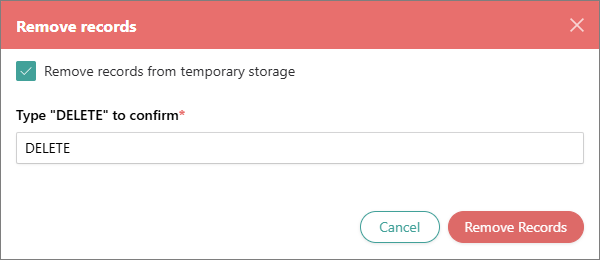 Remove records
Remove records from temporary storage
Type "DELETE" to confirm*
DELETE
Cancel
Remove Records